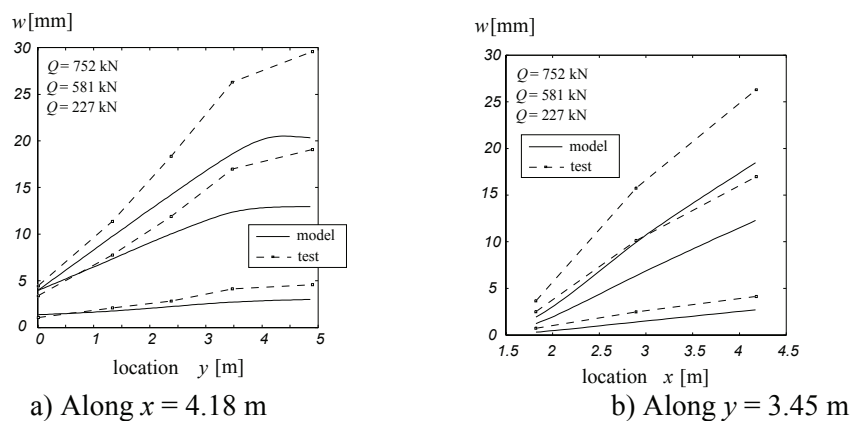 w [mm]
30
25
20
15
10
5
0
Q = 752 kN
Q = 581 kN
Q = 227 kN
model
test
0 1 2 3 4 5
location y [m]
a) Along x = 4.18 m
w [mm]
30
25
20
15
10
5
0
Q = 752 kN
Q = 581 kN
Q = 227 kN
model
test
1.5 2 2.5 3 3.5 4 4.5
location x [m]
b) Along y = 3.45 m